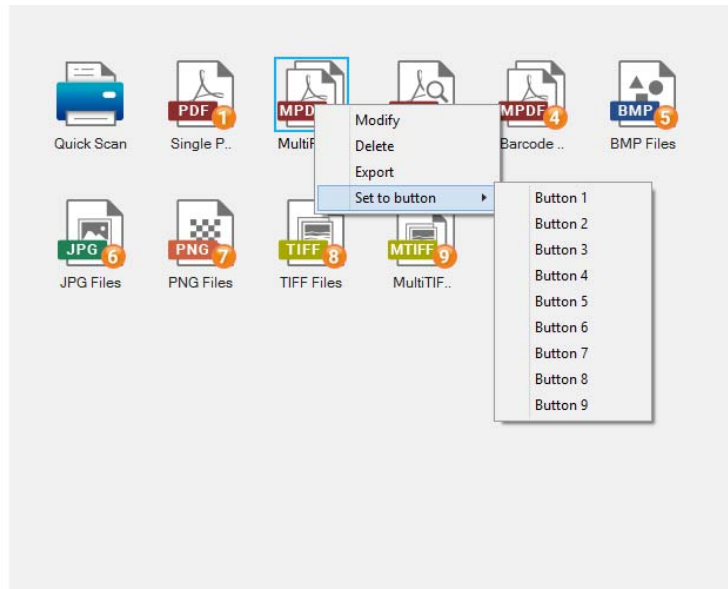 PDF 1
MPD
MPDF 4
BMP 5
Quick Scan
Single P..
Barcode ..
BMP Files
Modify
Delete
Export
Set to button
Button 1
Button 2
Button 3
Button 4
Button 5
Button 6
Button 7
Button 8
Button 9
JPG 6
PNG 7
TIFF 8
MTIFF 9
JPG Files
PNG Files
TIFF Files
MultiTIF..